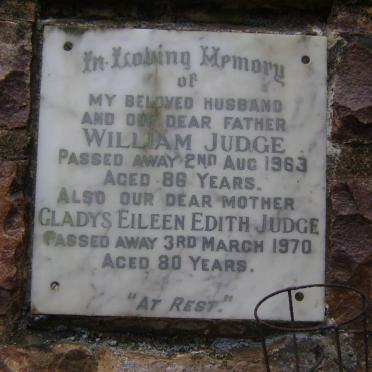 In Loving Memory
of
MY BELOVED HUSBAND
AND OUR DEAR FATHER
WILLIAM JUDGE
PASSED AWAY 2ND AUG 1963
AGED 86 YEARS.
ALSO OUR DEAR MOTHER
GLADYS EILEEN EDITH JUDGE
PASSED AWAY 3RD MARCH 1970
AGED 80 YEARS.
"AT REST."